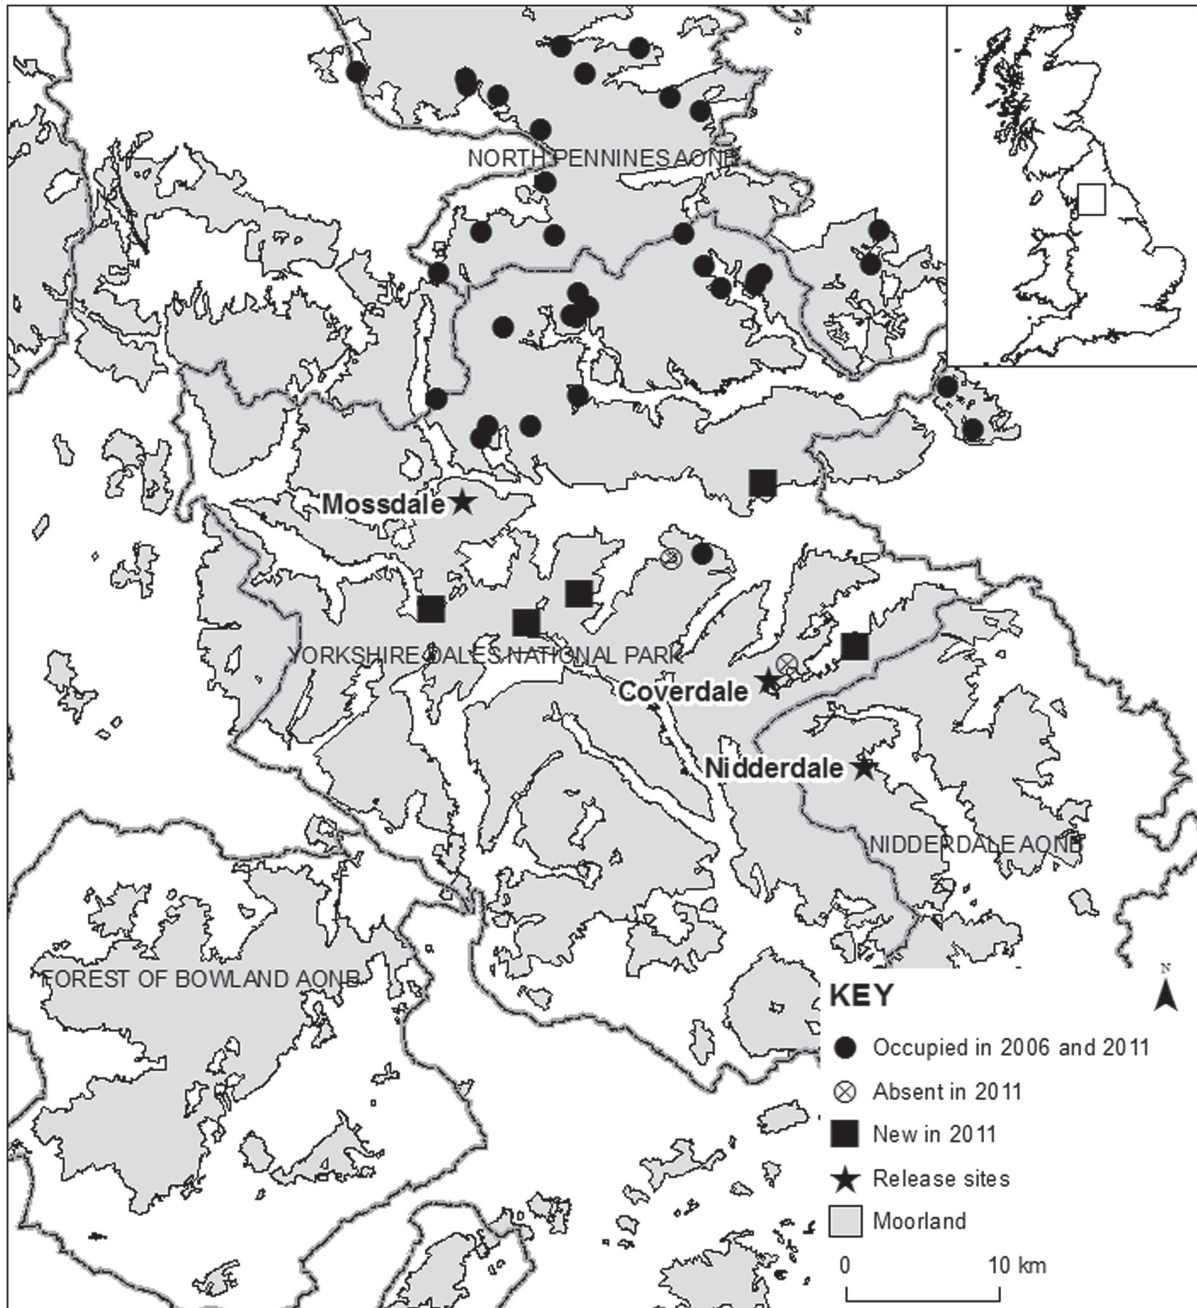 NORTH PENNINES AONB
Mossdale
YORKSHIRE DALES NATIONAL PARK
Coverdale
Nidderdale
NIDDERDALE AONB
FOREST OF BOWLAND AONB
N
KEY
Occupied in 2006 and 2011
Absent in 2011
New in 2011
Release sites
Moorland
0 10 km